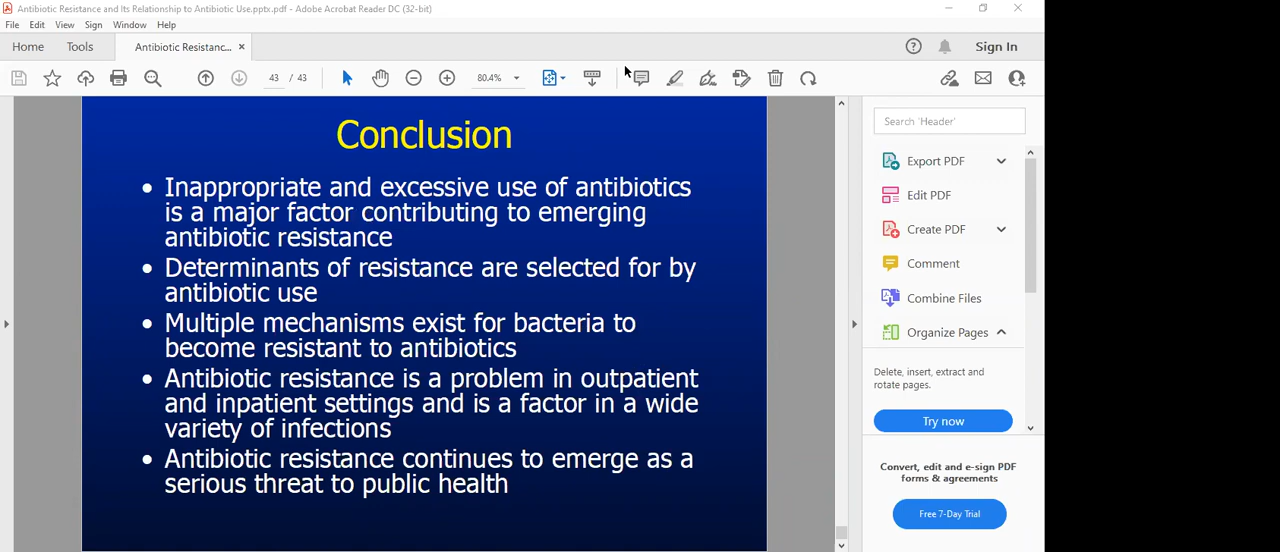 Antibiotic Resistance and Its Relationship to Antibiotic Use.pptx.pdf - Adobe Acrobat Reader DC (32-bit)
File Edit View Sign Window Help
Home Tools Antibiotic Resistanc... × Sign In
43 / 43 80.4%
Conclusion
• Inappropriate and excessive use of antibiotics
is a major factor contributing to emerging
antibiotic resistance
• Determinants of resistance are selected for by
antibiotic use
• Multiple mechanisms exist for bacteria to
become resistant to antibiotics
• Antibiotic resistance is a problem in outpatient
and inpatient settings and is a factor in a wide
variety of infections
• Antibiotic resistance continues to emerge as a
serious threat to public health
Search 'Header'
Export PDF
Edit PDF
Create PDF
Comment
Combine Files
Organize Pages
Delete, insert, extract and
rotate pages.
Try now
Convert, edit and e-sign PDF
forms & agreements
Free 7-Day Trial